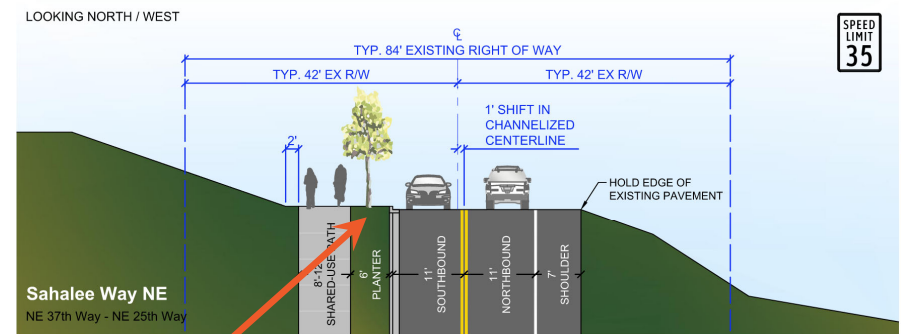 LOOKING NORTH / WEST
SPEED
LIMIT
35
℄
TYP. 84' EXISTING RIGHT OF WAY
TYP. 42' EX R/W
TYP. 42' EX R/W
1' SHIFT IN
CHANNELIZED
CENTERLINE
2'
HOLD EDGE OF
EXISTING PAVEMENT
8'-12'
SHARED-USE PATH
6'
PLANTER
11'
SOUTHBOUND
11'
NORTHBOUND
7'
SHOULDER
Sahalee Way NE
NE 37th Way - NE 25th Way